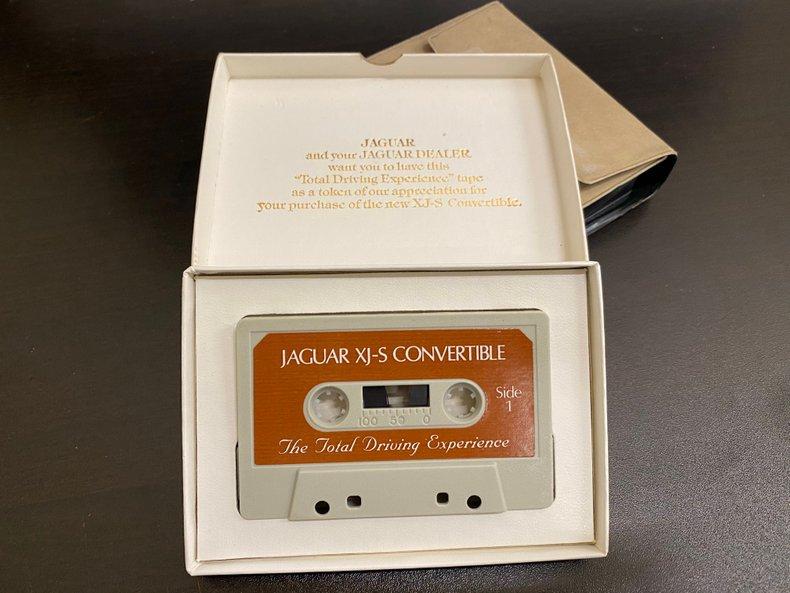 JAGUAR
and your JAGUAR DEALER
want you to have this
"Total Driving Experience" tape
as a token of our appreciation for
your purchase of the new XJ-S Convertible.
JAGUAR XJ-S CONVERTIBLE
Side
1
100 50 0
The Total Driving Experience